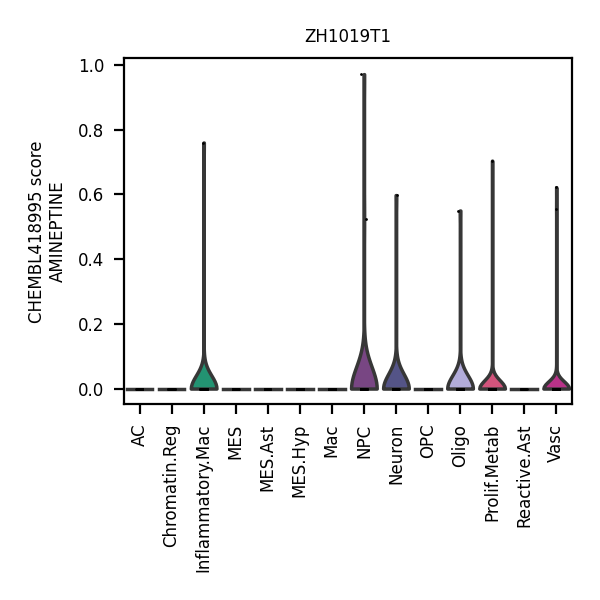 ZH1019T1
CHEMBL418995 score
AMINEPTINE
1.0
0.8
0.6
0.4
0.2
0.0
AC
Chromatin.Reg
Inflammatory.Mac
MES
MES.Ast
MES.Hyp
Mac
NPC
Neuron
OPC
Oligo
Prolif.Metab
Reactive.Ast
Vasc